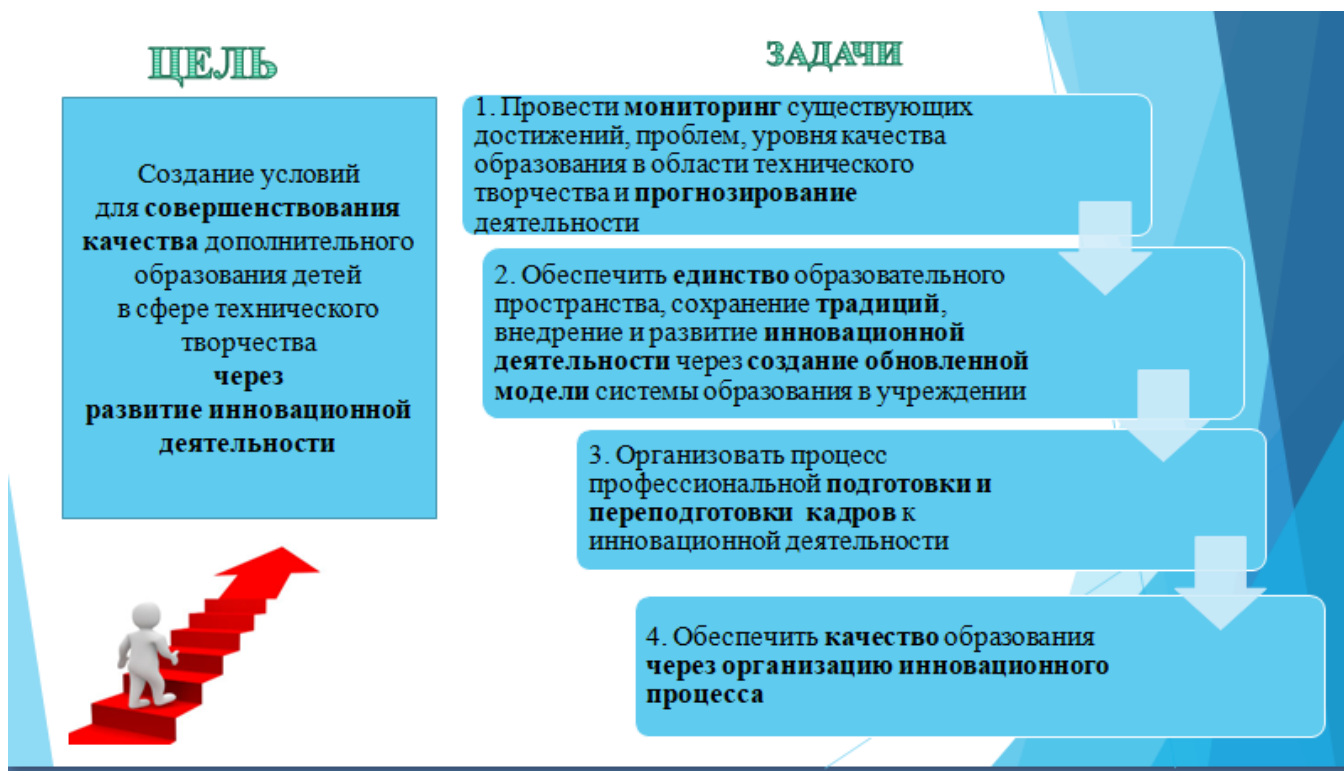 ЦЕЛЬ
Создание условий
для совершенствования
качества дополнительного
образования детей
в сфере технического
творчества
через
развитие инновационной
деятельности
ЗАДАЧИ
1. Провести мониторинг существующих
достижений, проблем, уровня качества
образования в области технического
творчества и прогнозирование
деятельности
2. Обеспечить единство образовательного
пространства, сохранение традиций,
внедрение и развитие инновационной
деятельности через создание обновленной
модели системы образования в учреждении
3. Организовать процесс
профессиональной подготовки и
переподготовки кадров к
инновационной деятельности
4. Обеспечить качество образования
через организацию инновационного
процесса